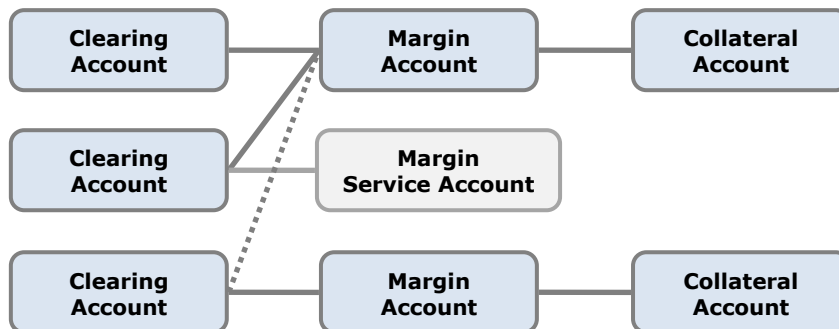 Clearing
Account
Margin
Account
Collateral
Account
Clearing
Account
Margin
Service Account
Clearing
Account
Margin
Account
Collateral
Account